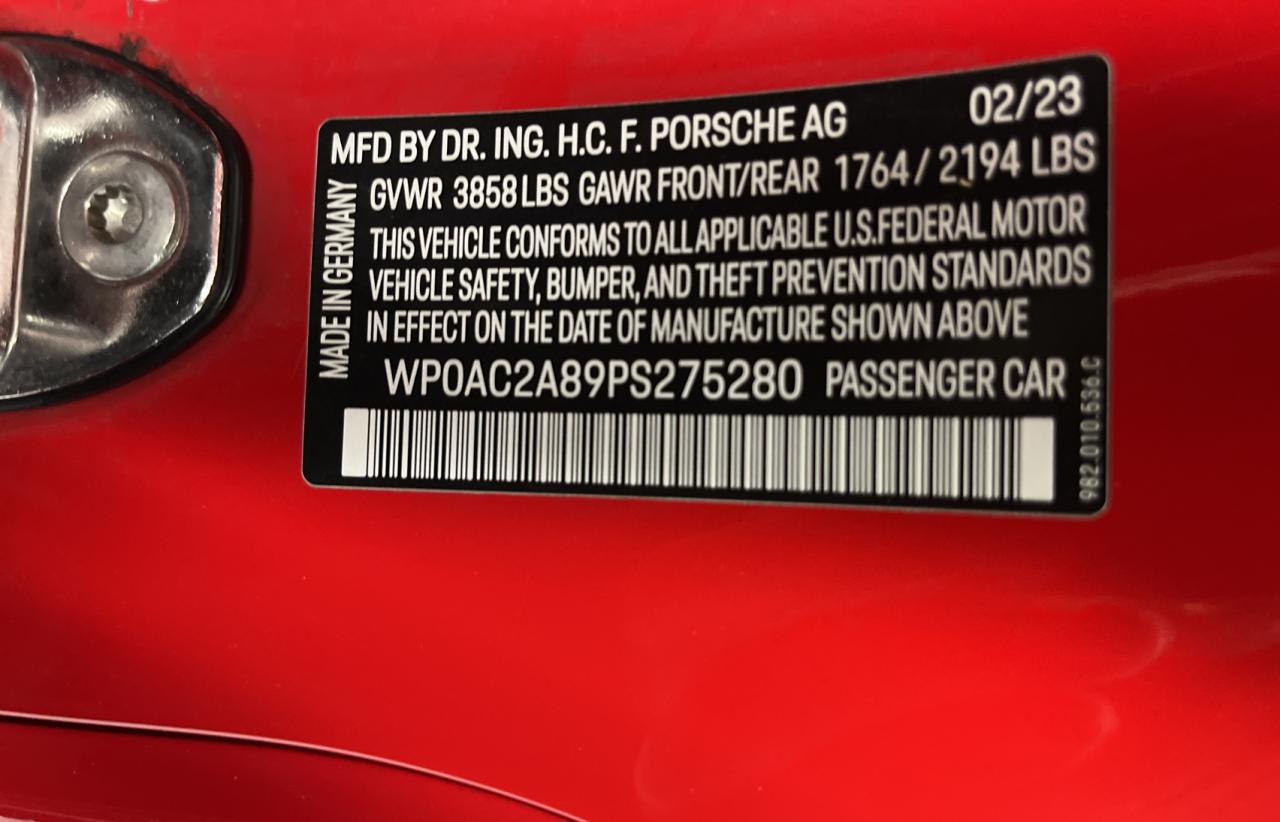 MFD BY DR. ING. H.C. F. PORSCHE AG 02/23
GVWR 3858 LBS GAWR FRONT/REAR 1764 / 2194 LBS
THIS VEHICLE CONFORMS TO ALL APPLICABLE U.S. FEDERAL MOTOR
VEHICLE SAFETY, BUMPER, AND THEFT PREVENTION STANDARDS
IN EFFECT ON THE DATE OF MANUFACTURE SHOWN ABOVE
WP0AC2A89PS275280 PASSENGER CAR
MADE IN GERMANY
982.010.536.C